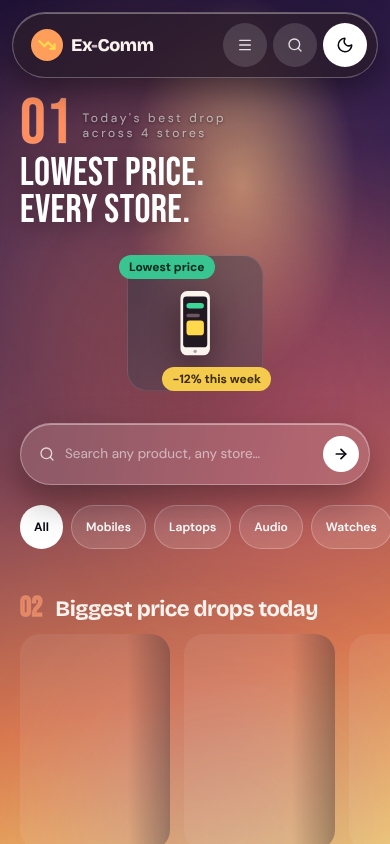 Ex-Comm
01
Today's best drop
across 4 stores
LOWEST PRICE.
EVERY STORE.
Lowest price
−12% this week
Search any product, any store…
All
Mobiles
Laptops
Audio
Watches
02
Biggest price drops today